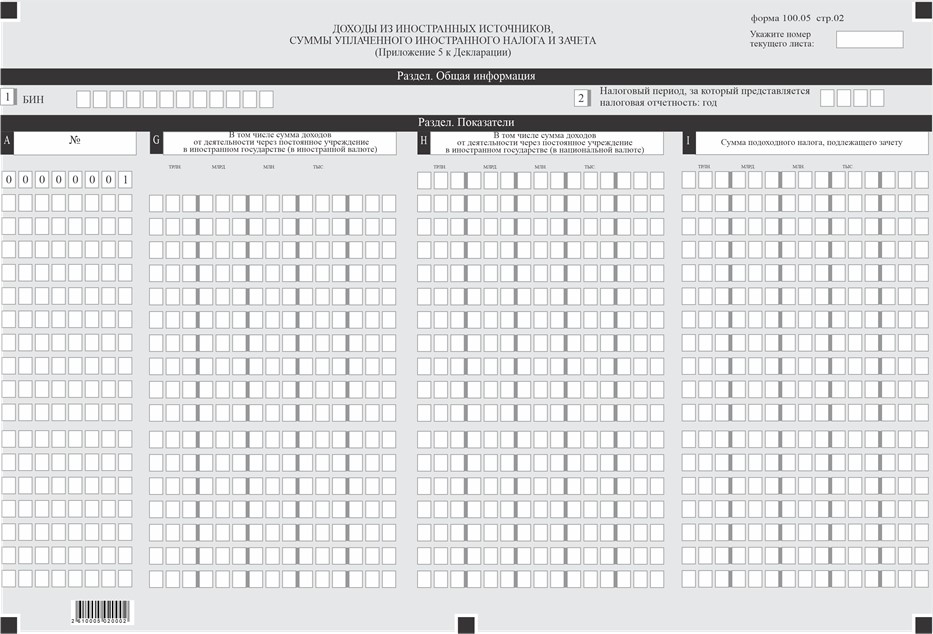 форма 100.05 стр.02
ДОХОДЫ ИЗ ИНОСТРАННЫХ ИСТОЧНИКОВ,
СУММЫ УПЛАЧЕННОГО ИНОСТРАННОГО НАЛОГА И ЗАЧЕТА
(Приложение 5 к Декларации)
Укажите номер
текущего листа:
Раздел. Общая информация
1 БИН
2 Налоговый период, за который представляется
налоговая отчетность: год
Раздел. Показатели
A №
G В том числе сумма доходов
от деятельности через постоянное учреждение
в иностранном государстве (в иностранной валюте)
H В том числе сумма доходов
от деятельности через постоянное учреждение
в иностранном государстве (в национальной валюте)
I Сумма подоходного налога, подлежащего зачету
ТРЛН МЛРД МЛН ТЫС.
ТРЛН МЛРД МЛН ТЫС.
ТРЛН МЛРД МЛН ТЫС.
0 0 0 0 0 0 0 1
2610005020002